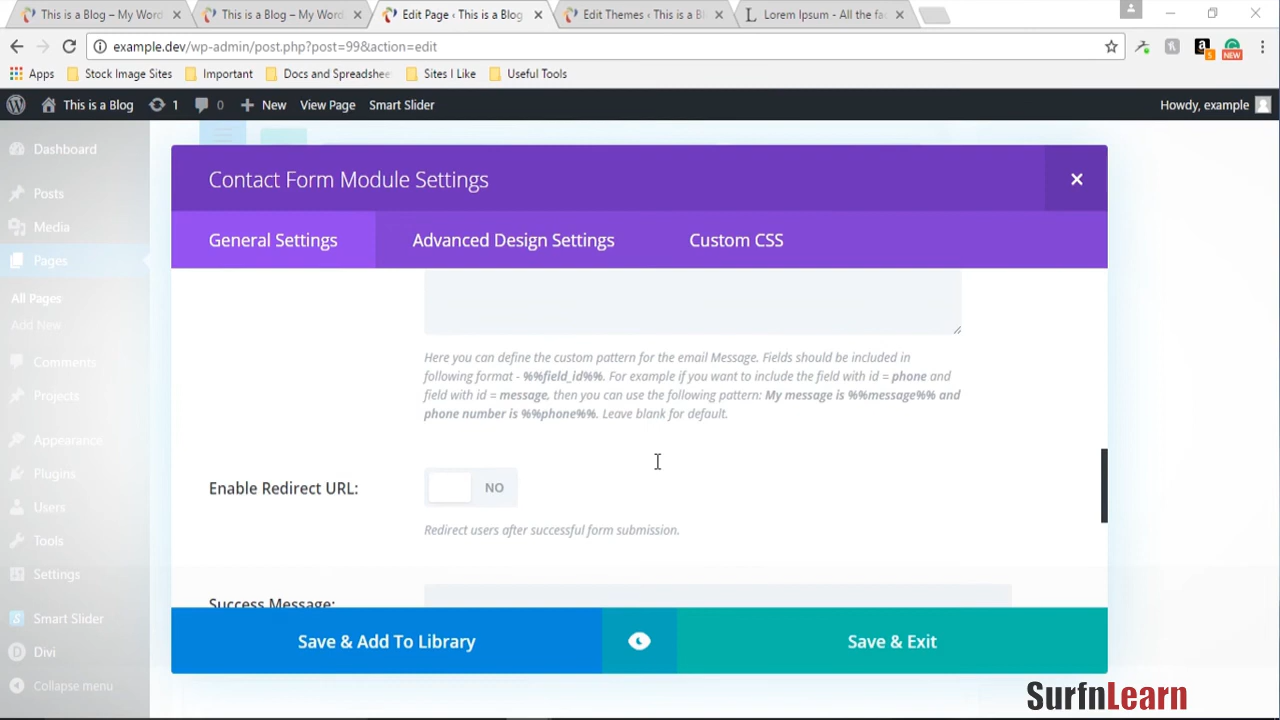 This is a Blog – My Word
This is a Blog – My Word
Edit Page ‹ This is a Blog
Edit Themes ‹ This is a Bl
Lorem Ipsum - All the fa
example.dev/wp-admin/post.php?post=99&action=edit
5
NEW
Apps
Stock Image Sites
Important
Docs and Spreadshee
Sites I Like
Useful Tools
This is a Blog
1
0
New
View Page
Smart Slider
Howdy, example
Dashboard
Posts
Media
Pages
All Pages
Add New
Comments
Projects
Appearance
Plugins
Users
Tools
Settings
Smart Slider
Divi
Collapse menu
Contact Form Module Settings
General Settings
Advanced Design Settings
Custom CSS
Here you can define the custom pattern for the email Message. Fields should be included in
following format - %%field_id%%. For example if you want to include the field with id = phone and
field with id = message, then you can use the following pattern: My message is %%message%% and
phone number is %%phone%%. Leave blank for default.
Enable Redirect URL:
NO
Redirect users after successful form submission.
Success Message:
Save & Add To Library
Save & Exit
SurfnLearn